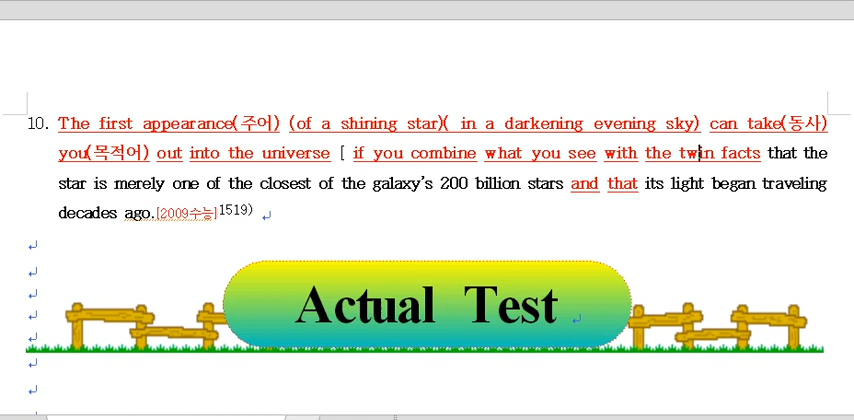 10. The first appearance(주어) (of a shining star)( in a darkening evening sky) can take(동사)
you(목적어) out into the universe [ if you combine what you see with the twin facts that the
star is merely one of the closest of the galaxy's 200 billion stars and that its light began traveling
decades ago.[2009수능]1519)
Actual Test